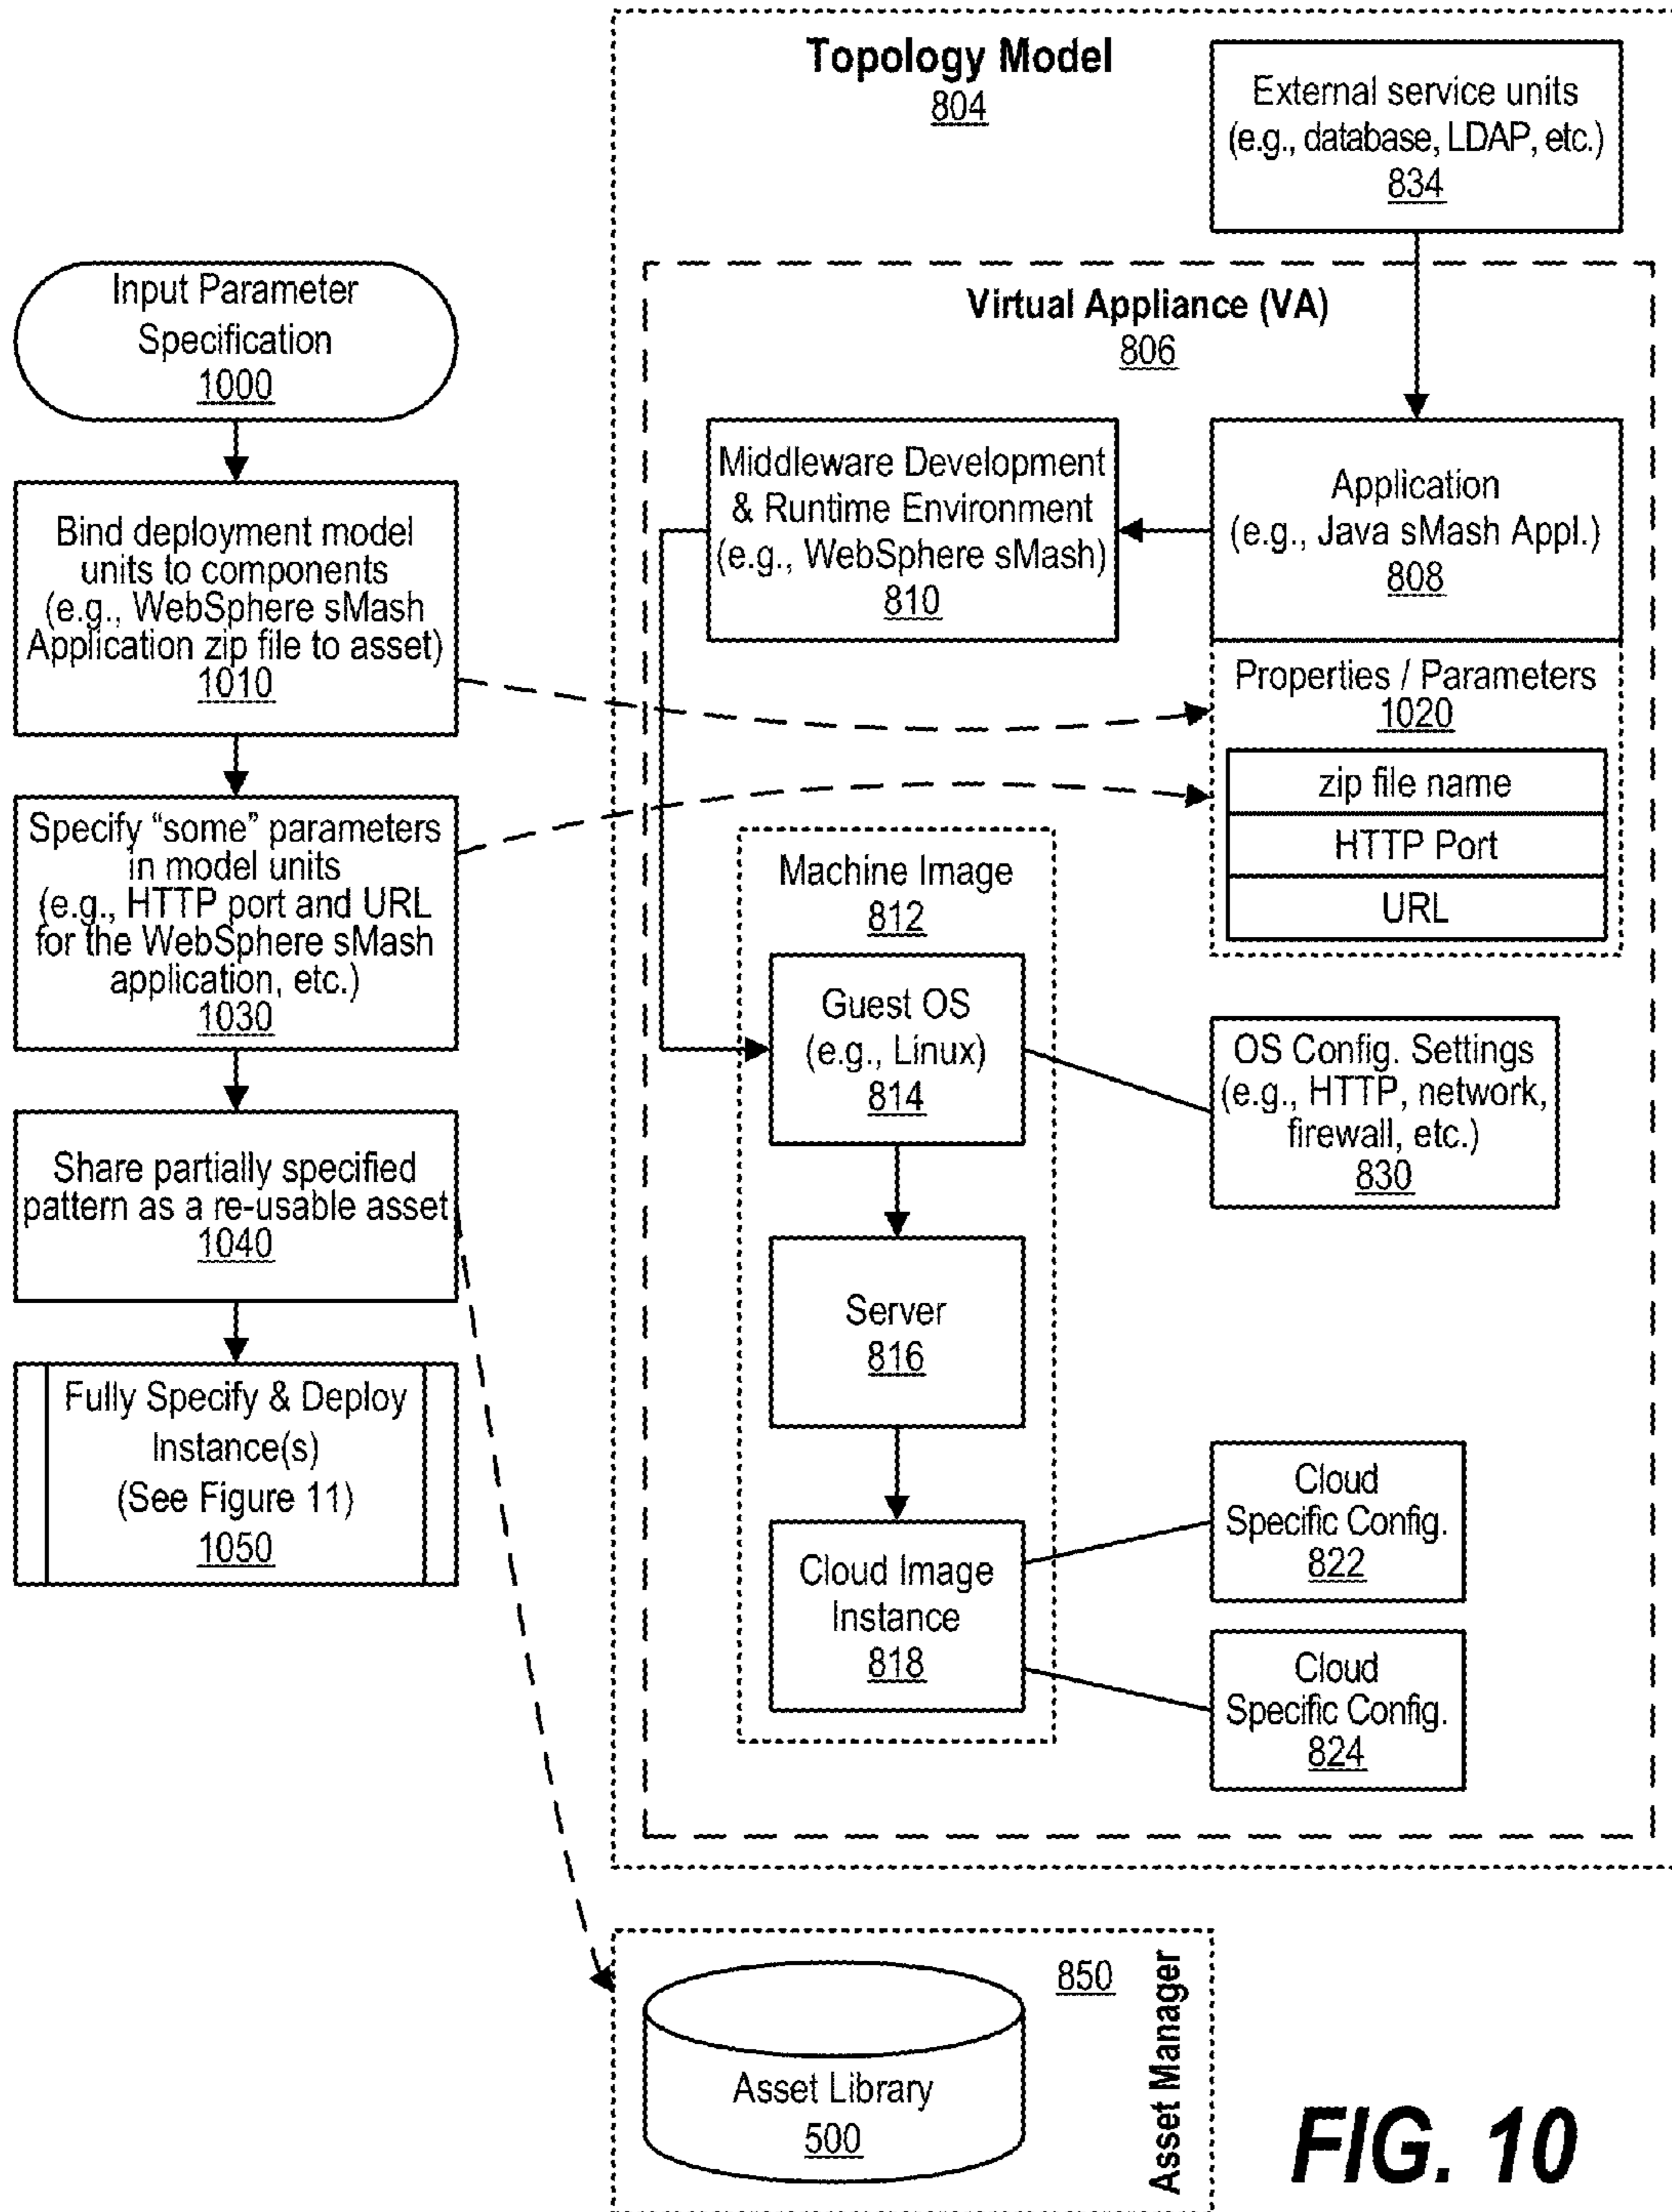 Topology Model
804
External service units
(e.g., database, LDAP, etc.)
834
Input Parameter
Specification
1000
Virtual Appliance (VA)
806
Bind deployment model
units to components
(e.g., WebSphere sMash
Application zip file to asset)
1010
Middleware Development
& Runtime Environment
(e.g., WebSphere sMash)
810
Application
(e.g., Java sMash Appl.)
808
Properties / Parameters
1020
zip file name
HTTP Port
URL
Specify “some” parameters
in model units
(e.g., HTTP port and URL
for the WebSphere sMash
application, etc.)
1030
Machine Image
812
Guest OS
(e.g., Linux)
814
OS Config. Settings
(e.g., HTTP, network,
firewall, etc.)
830
Share partially specified
pattern as a re-usable asset
1040
Server
816
Fully Specify & Deploy
Instance(s)
(See Figure 11)
1050
Cloud Image
Instance
818
Cloud
Specific Config.
822
Cloud
Specific Config.
824
850
Asset Manager
Asset Library
500
FIG. 10